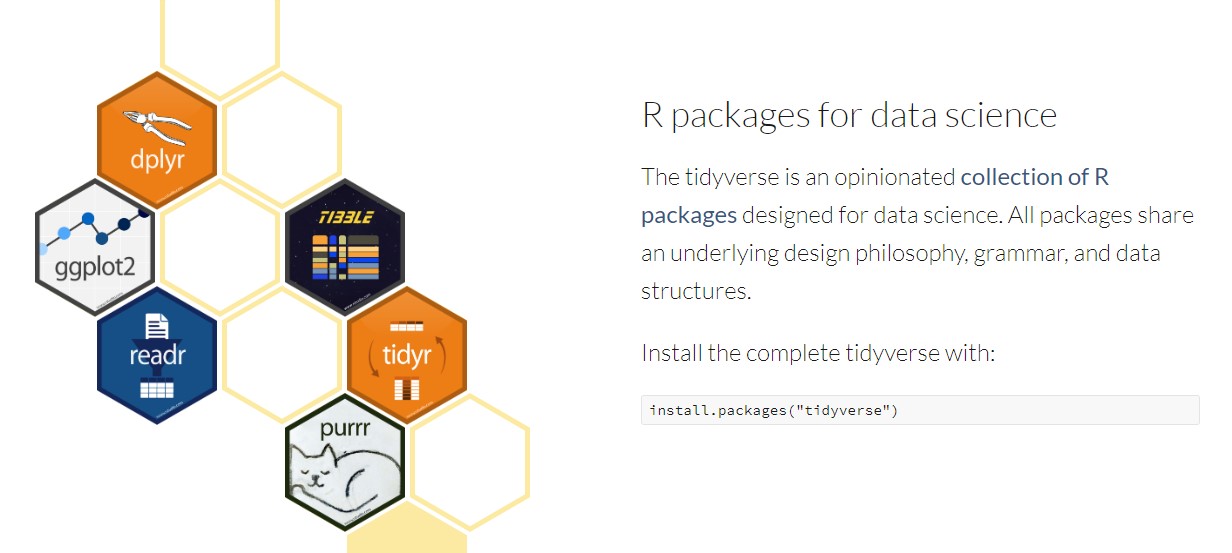 dplyr
ggplot2
TIBBLE
readr
tidyr
purrr
R packages for data science
The tidyverse is an opinionated collection of R
packages designed for data science. All packages share
an underlying design philosophy, grammar, and data
structures.
Install the complete tidyverse with:
install.packages("tidyverse")